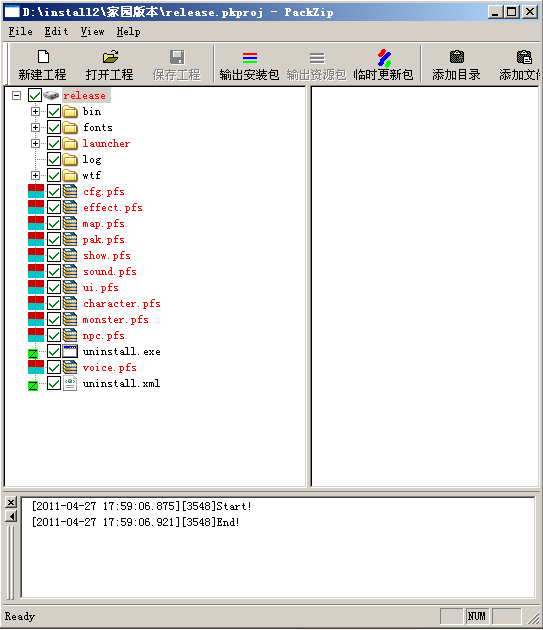 D:\install2\家园版本\release.pkproj - PackZip
File Edit View Help
新建工程 打开工程 保存工程 输出安装包 输出资源包 临时更新包 添加目录 添加文
release
bin
fonts
launcher
log
wtf
cfg.pfs
effect.pfs
map.pfs
pak.pfs
show.pfs
sound.pfs
ui.pfs
character.pfs
monster.pfs
npc.pfs
uninstall.exe
voice.pfs
uninstall.xml
[2011-04-27 17:59:06.875][3548]Start!
[2011-04-27 17:59:06.921][3548]End!
Ready NUM